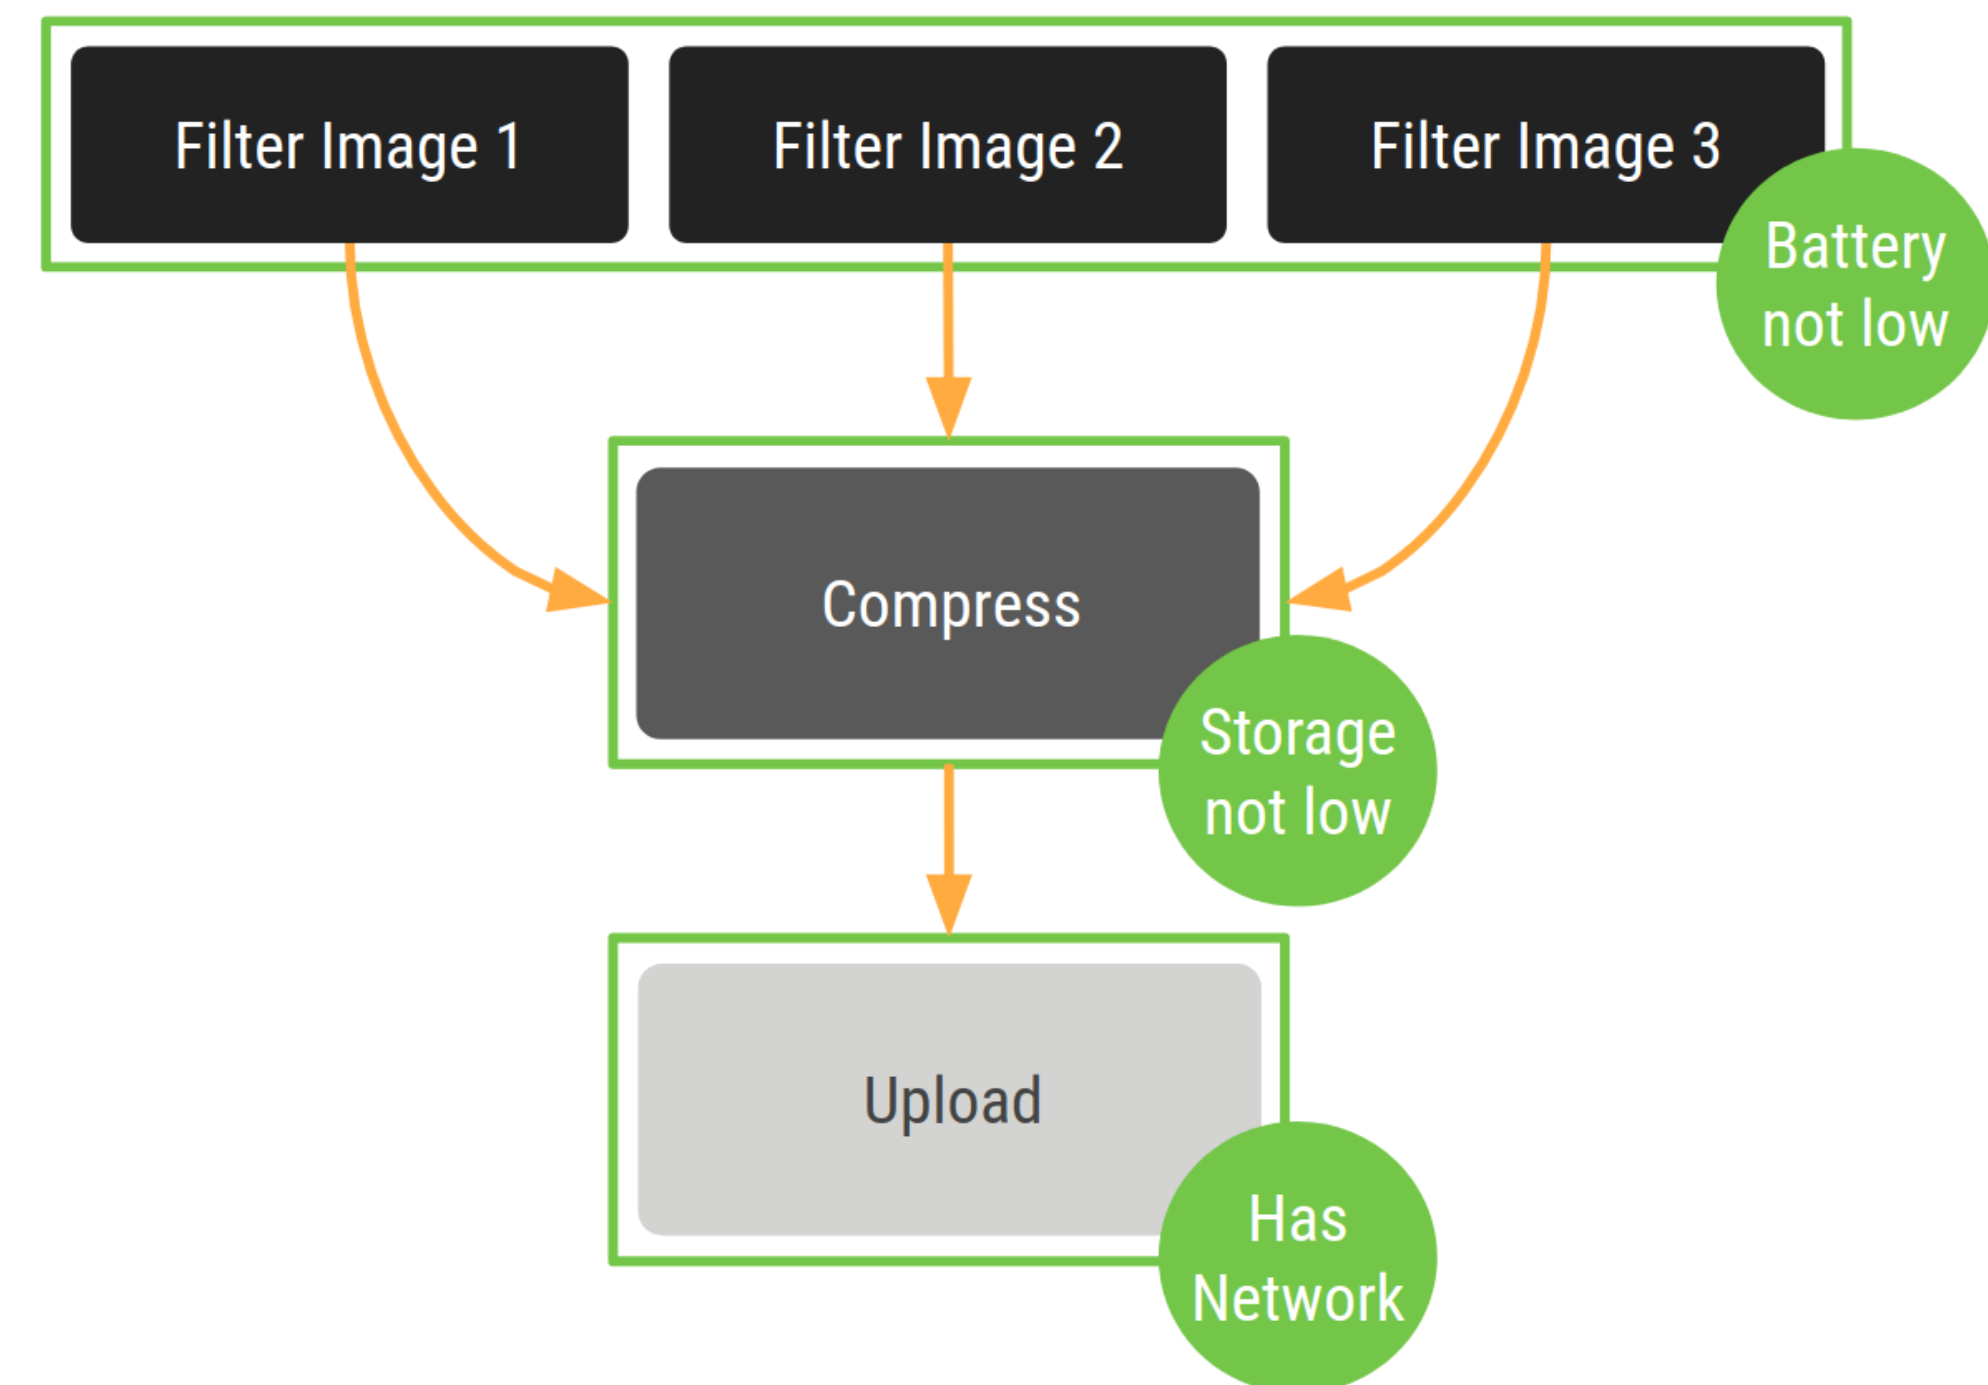 Filter Image 1
Filter Image 2
Filter Image 3
Battery
not low
Compress
Storage
not low
Upload
Has
Network